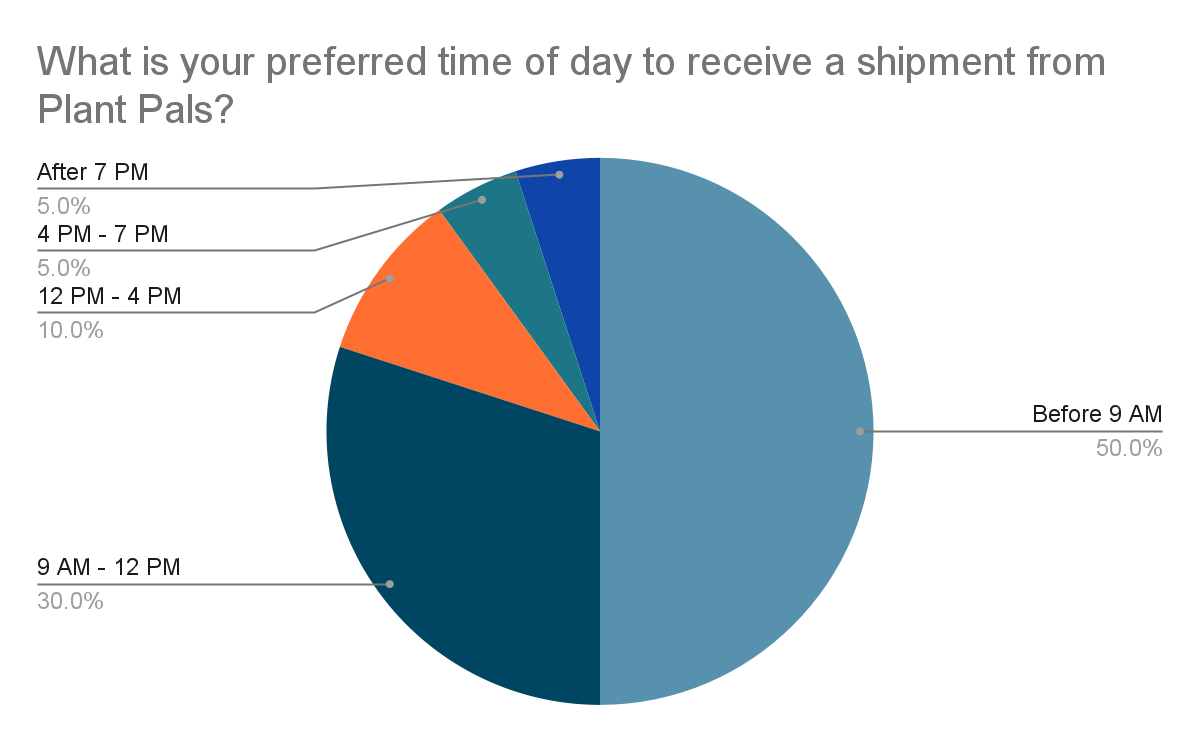 What is your preferred time of day to receive a shipment from
Plant Pals?
After 7 PM
5.0%
4 PM - 7 PM
5.0%
12 PM - 4 PM
10.0%
Before 9 AM
50.0%
9 AM - 12 PM
30.0%